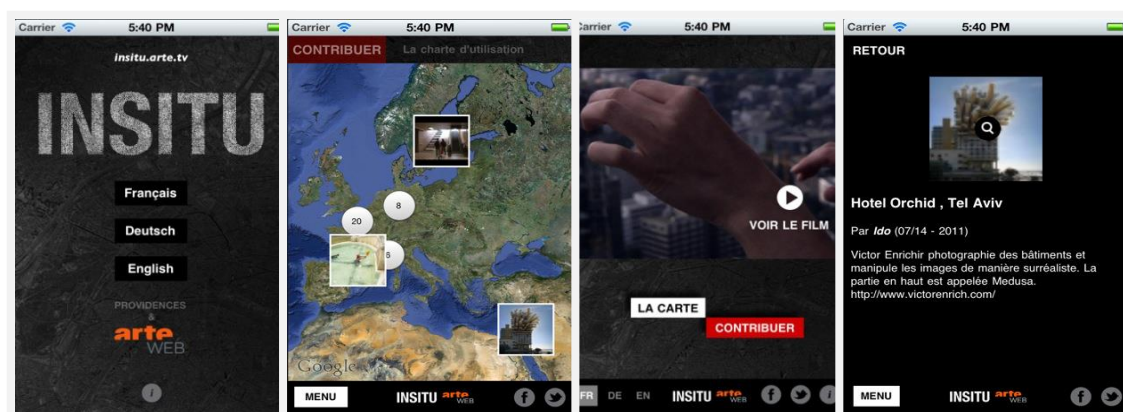 Carrier 5:40 PM
insitu.arte.tv
INSITU
Français
Deutsch
English
PROVIDENCES
&
arte
WEB
i
Carrier 5:40 PM
CONTRIBUER La charte d'utilisation
8
20
6
Google
MENU INSITU arte WEB f
Carrier 5:40 PM
VOIR LE FILM
LA CARTE
CONTRIBUER
FR DE EN INSITU arte WEB f i
Carrier 5:40 PM
RETOUR
Hotel Orchid , Tel Aviv
Par Ido (07/14 - 2011)
Victor Enrichir photographie des bâtiments et
manipule les images de manière surréaliste. La
partie en haut est appelée Medusa.
http://www.victorenrich.com/
MENU INSITU arte WEB f